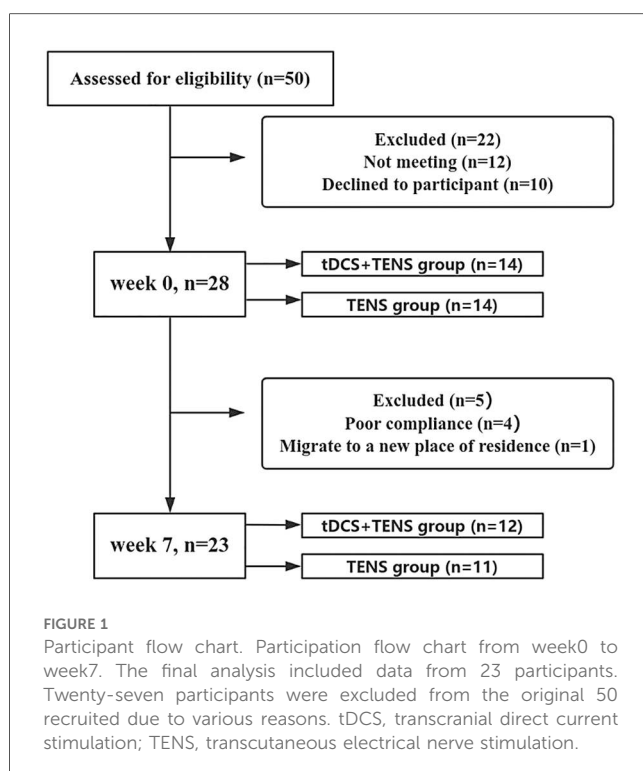 Assessed for eligibility (n=50)
Excluded (n=22)
Not meeting (n=12)
Declined to participant (n=10)
week 0, n=28
tDCS+TENS group (n=14)
TENS group (n=14)
Excluded (n=5)
Poor compliance (n=4)
Migrate to a new place of residence (n=1)
week 7, n=23
tDCS+TENS group (n=12)
TENS group (n=11)
FIGURE 1
Participant flow chart. Participation flow chart from week0 to
week7. The final analysis included data from 23 participants.
Twenty-seven participants were excluded from the original 50
recruited due to various reasons. tDCS, transcranial direct current
stimulation; TENS, transcutaneous electrical nerve stimulation.